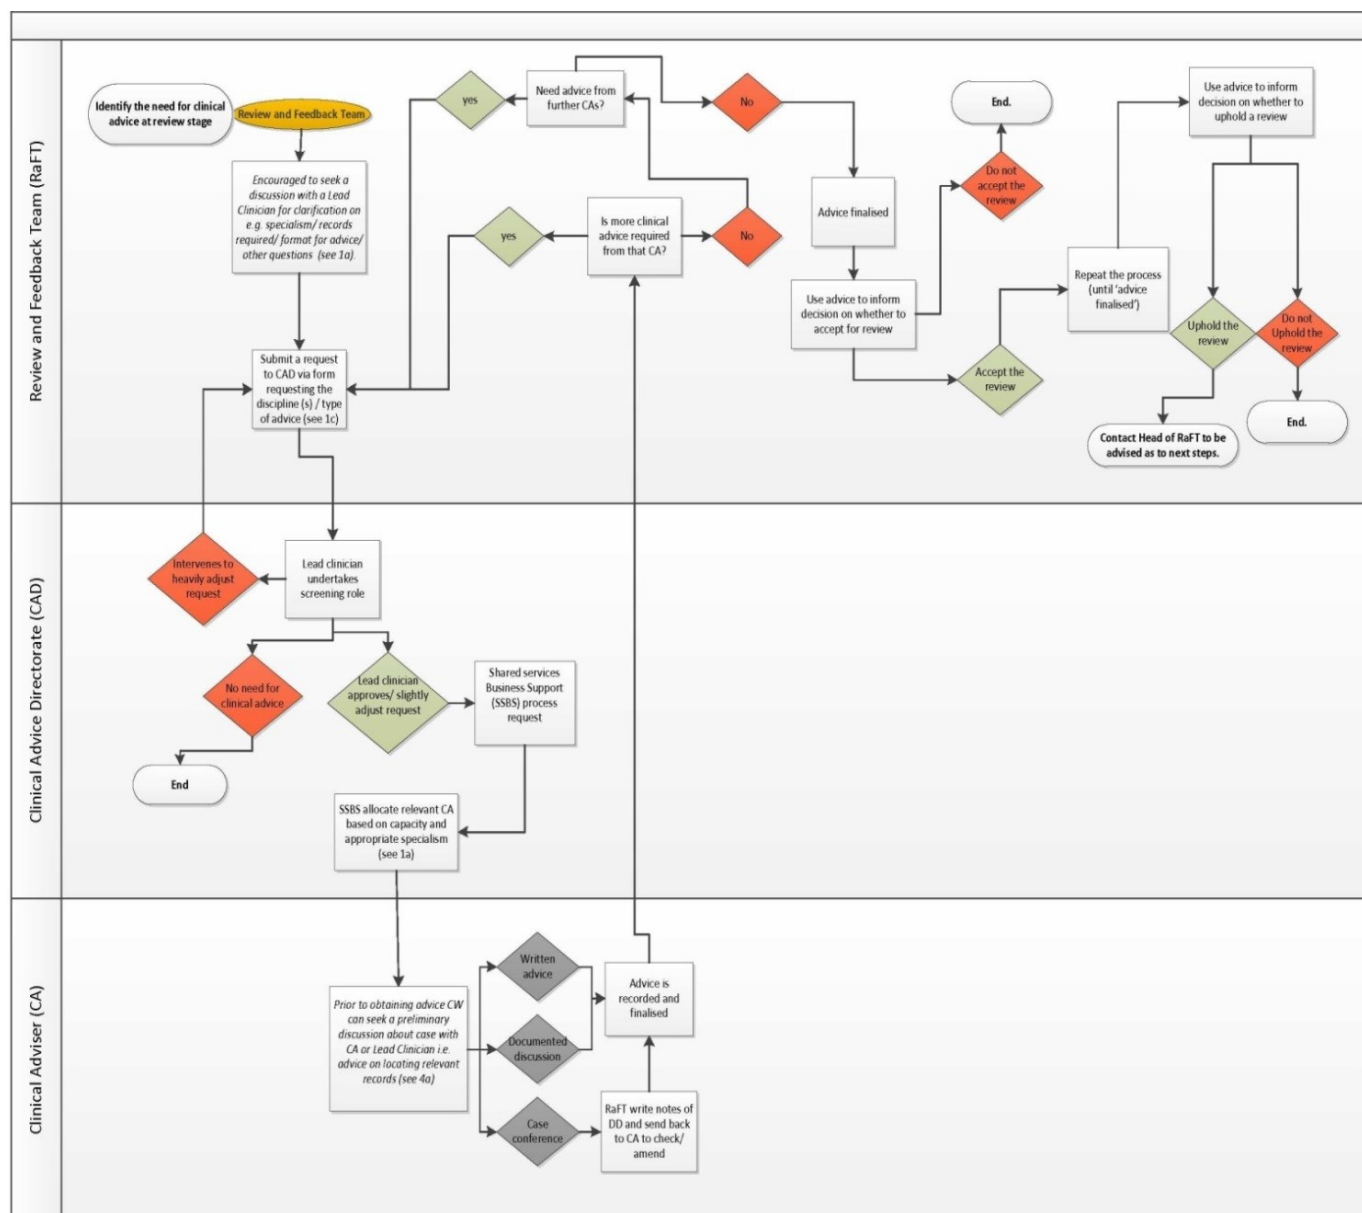 Review and Feedback Team (RaFT)
Identify the need for clinical
advice at review stage
Review and Feedback Team
Encouraged to seek a
discussion with a Lead
Clinician for clarification on
e.g. specialism/ records
required/ format for advice/
other questions (see 1a).
Submit a request
to CAD via form
requesting the
discipline (s) / type
of advice (see 1c)
yes
Need advice from
further CAs?
No
yes
Is more clinical
advice required
from that CA?
No
Advice finalised
Use advice to inform
decision on whether to
accept for review
End.
Do not
accept the
review
Accept the
review
Repeat the process
(until ‘advice
finalised’)
Use advice to inform
decision on whether to
uphold a review
Uphold the
review
Do not
Uphold the
review
Contact Head of RaFT to be
advised as to next steps.
End.
Clinical Advice Directorate (CAD)
Intervenes to
heavily adjust
request
Lead clinician
undertakes
screening role
No need for
clinical advice
End
Lead clinician
approves/ slightly
adjust request
Shared services
Business Support
(SSBS) process
request
SSBS allocate relevant CA
based on capacity and
appropriate specialism
(see 1a)
Clinical Adviser (CA)
Prior to obtaining advice CW
can seek a preliminary
discussion about case with
CA or Lead Clinician i.e.
advice on locating relevant
records (see 4a)
Written
advice
Documented
discussion
Case
conference
Advice is
recorded and
finalised
RaFT write notes of
DD and send back
to CA to check/
amend